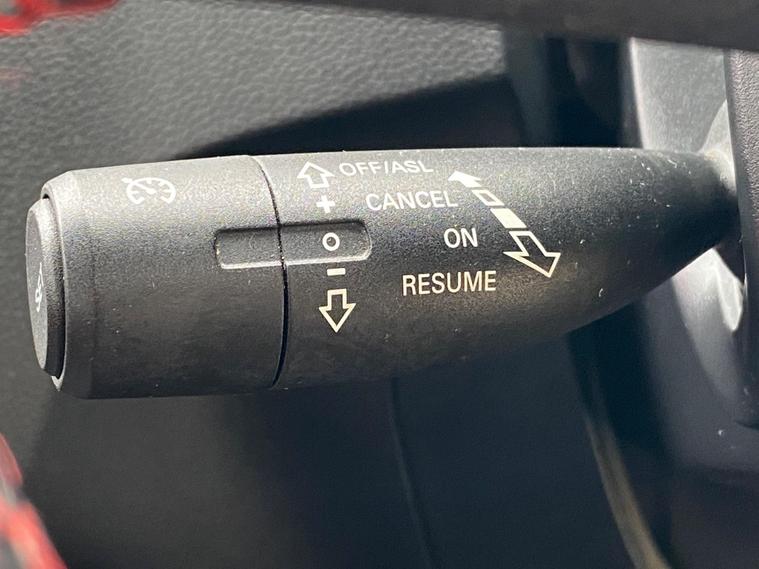 OFF/ASL
+ CANCEL
O ON
- RESUME